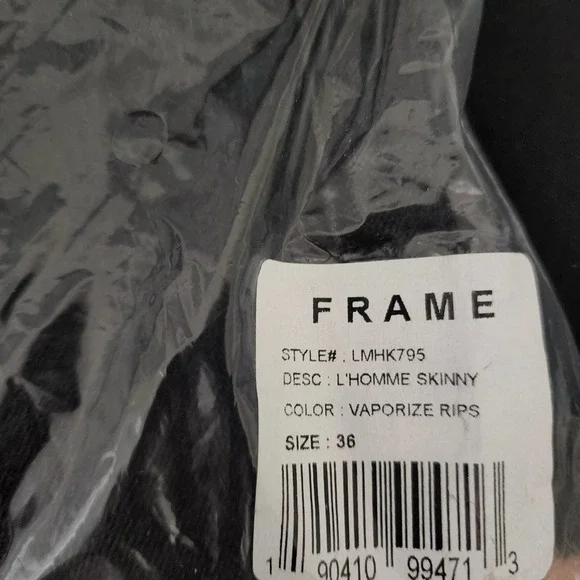 FRAME
STYLE# : LMHK795
DESC : L'HOMME SKINNY
COLOR : VAPORIZE RIPS
SIZE : 36
1 90410 99471 3